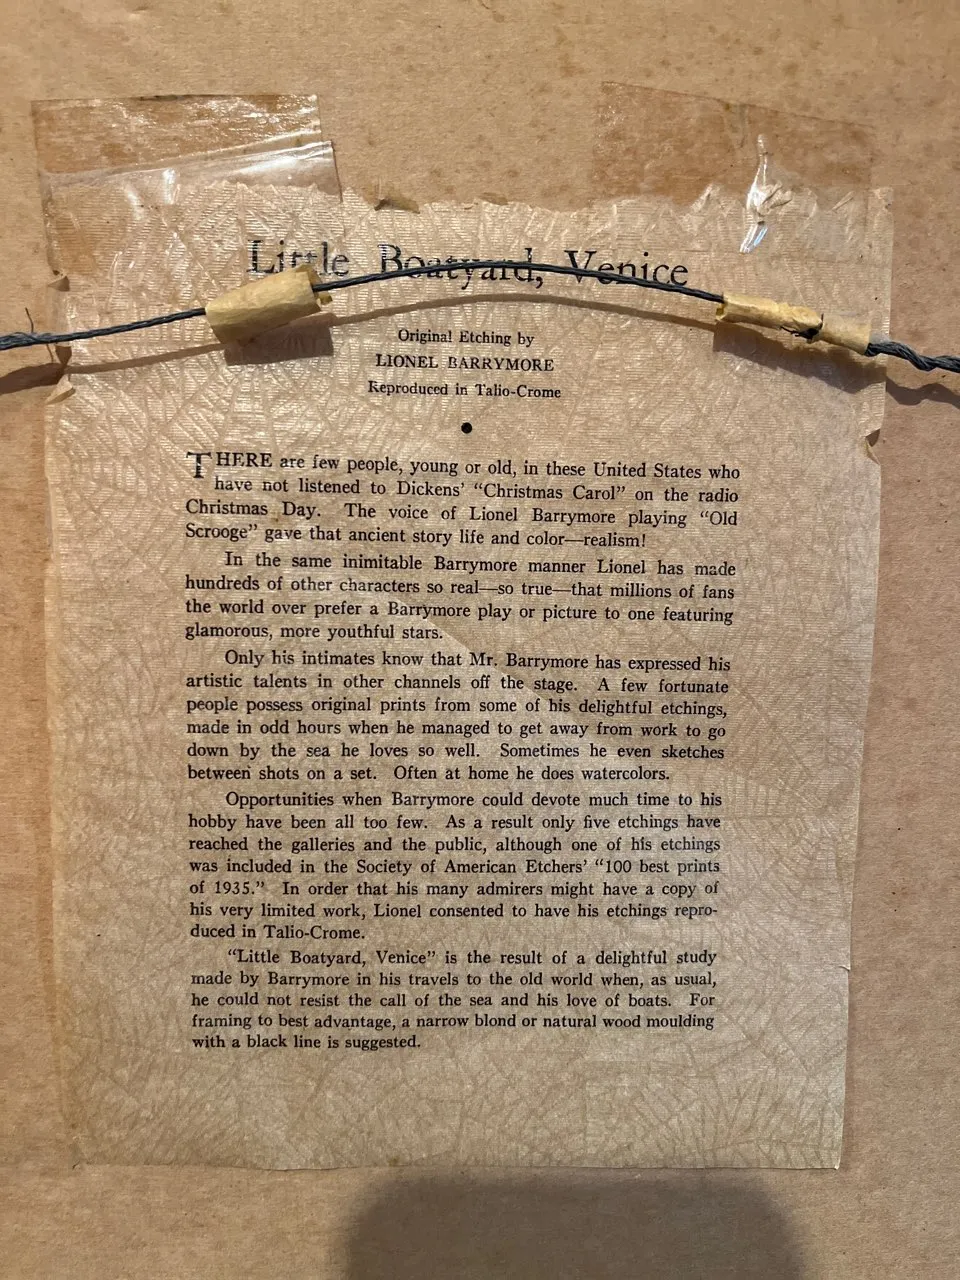 Little Boatyard, Venice
Original Etching by
LIONEL BARRYMORE
Reproduced in Talio-Crome
THERE are few people, young or old, in these United States who
have not listened to Dickens’ “Christmas Carol” on the radio
Christmas Day. The voice of Lionel Barrymore playing “Old
Scrooge” gave that ancient story life and color—realism!
In the same inimitable Barrymore manner Lionel has made
hundreds of other characters so real—so true—that millions of fans
the world over prefer a Barrymore play or picture to one featuring
glamorous, more youthful stars.
Only his intimates know that Mr. Barrymore has expressed his
artistic talents in other channels off the stage. A few fortunate
people possess original prints from some of his delightful etchings,
made in odd hours when he managed to get away from work to go
down by the sea he loves so well. Sometimes he even sketches
between shots on a set. Often at home he does watercolors.
Opportunities when Barrymore could devote much time to his
hobby have been all too few. As a result only five etchings have
reached the galleries and the public, although one of his etchings
was included in the Society of American Etchers’ “100 best prints
of 1935.” In order that his many admirers might have a copy of
his very limited work, Lionel consented to have his etchings repro-
duced in Talio-Crome.
“Little Boatyard, Venice” is the result of a delightful study
made by Barrymore in his travels to the old world when, as usual,
he could not resist the call of the sea and his love of boats. For
framing to best advantage, a narrow blond or natural wood moulding
with a black line is suggested.